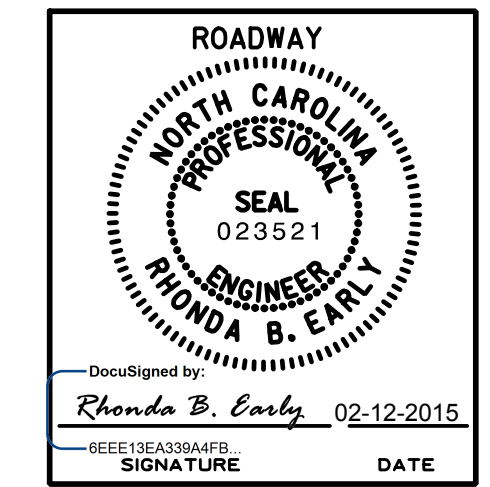 ROADWAY
NORTH CAROLINA
PROFESSIONAL
SEAL
023521
ENGINEER
RHONDA B. EARLY
DocuSigned by:
Rhonda B. Early 02-12-2015
6EEE13EA339A4FB...
SIGNATURE DATE